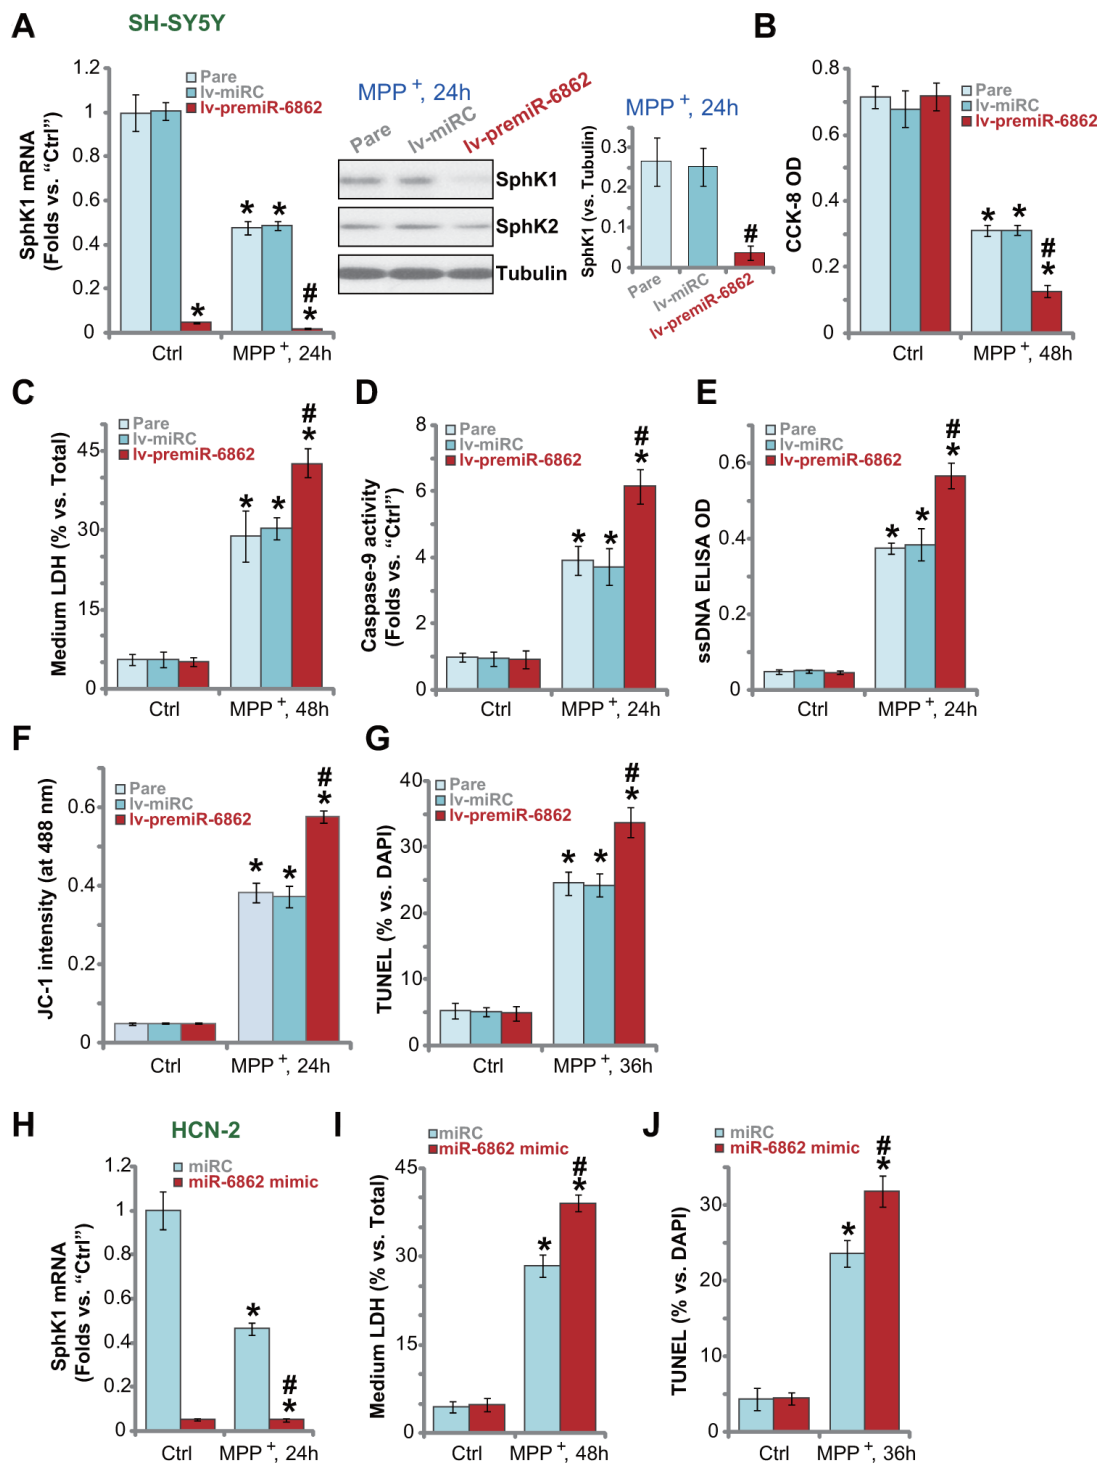 A
SH-SY5Y
SphK1 mRNA
(Folds vs. “Ctrl”)
1.2
1
0.8
0.6
0.4
0.2
0
Pare
lv-miRC
lv-premiR-6862
*
* *
#
*
Ctrl
MPP +, 24h
MPP +, 24h
Pare
lv-miRC
lv-premiR-6862
SphK1
SphK2
Tubulin
MPP +, 24h
SphK1 (vs. Tubulin)
0.3
0.2
0.1
0
#
Pare
lv-miRC
lv-premiR-6862
B
CCK-8 OD
0.8
0.6
0.4
0.2
0
Pare
lv-miRC
lv-premiR-6862
* *
#
*
Ctrl
MPP +, 48h
C
Medium LDH (% vs. Total)
45
30
15
0
Pare
lv-miRC
lv-premiR-6862
* *
#
*
Ctrl
MPP +, 48h
D
Caspase-9 activity
(Folds vs. “Ctrl”)
8
6
4
2
0
Pare
lv-miRC
lv-premiR-6862
* *
#
*
Ctrl
MPP +, 24h
E
ssDNA ELISA OD
0.6
0.4
0.2
0
Pare
lv-miRC
lv-premiR-6862
* *
#
*
Ctrl
MPP +, 24h
F
JC-1 intensity (at 488 nm)
0.6
0.4
0.2
0
Pare
lv-miRC
lv-premiR-6862
* *
#
*
Ctrl
MPP +, 24h
G
TUNEL (% vs. DAPI)
40
30
20
10
0
Pare
lv-miRC
lv-premiR-6862
* *
#
*
Ctrl
MPP +, 36h
H
HCN-2
SphK1 mRNA
(Folds vs. “Ctrl”)
1.2
1
0.8
0.6
0.4
0.2
0
miRC
miR-6862 mimic
*
#
*
Ctrl
MPP +, 24h
I
Medium LDH (% vs. Total)
45
30
15
0
miRC
miR-6862 mimic
*
#
*
Ctrl
MPP +, 48h
J
TUNEL (% vs. DAPI)
30
20
10
0
miRC
miR-6862 mimic
*
#
*
Ctrl
MPP +, 36h